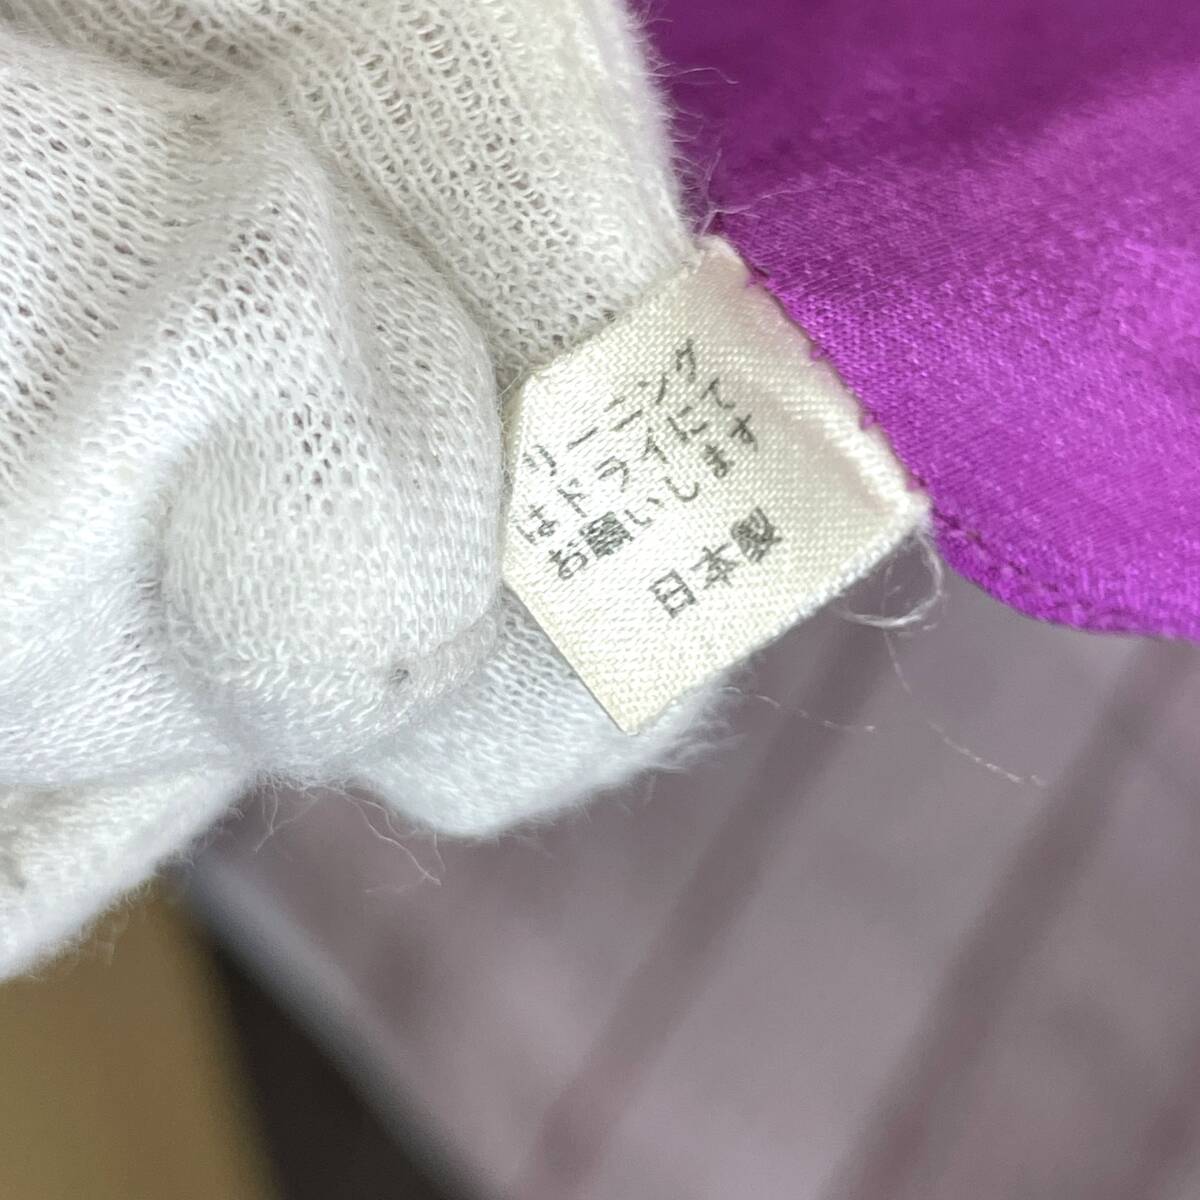 リーニング
はドライにて
お願いします
日本製